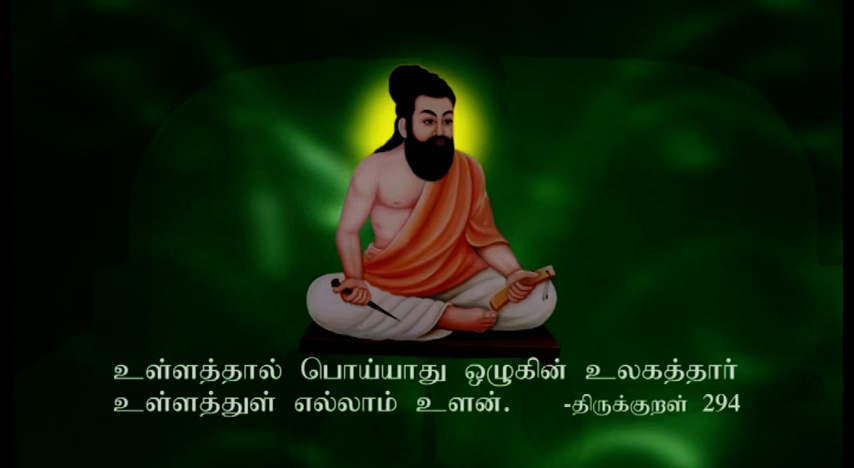 உள்ளத்தால் பொய்யாது ஒழுகின் உலகத்தார்
உள்ளத்துள் எல்லாம் உளன். -திருக்குறள் 294